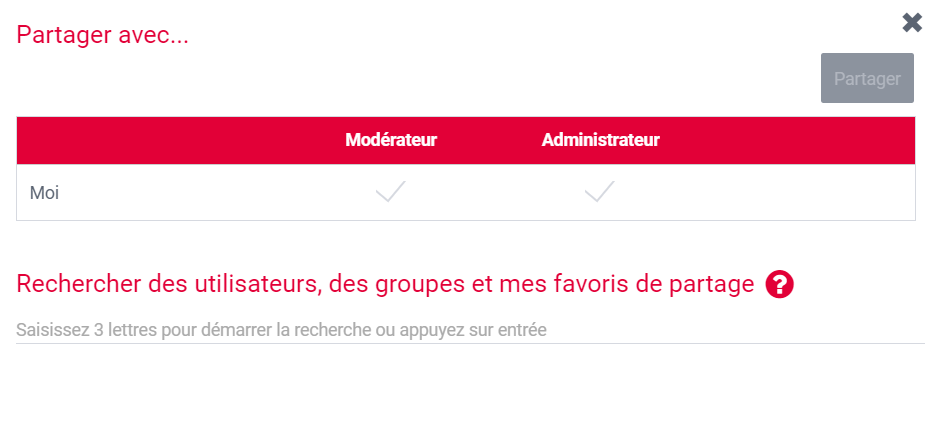 Partager avec...
Partager
Modérateur Administrateur
Moi
Rechercher des utilisateurs, des groupes et mes favoris de partage ?
Saisissez 3 lettres pour démarrer la recherche ou appuyez sur entrée